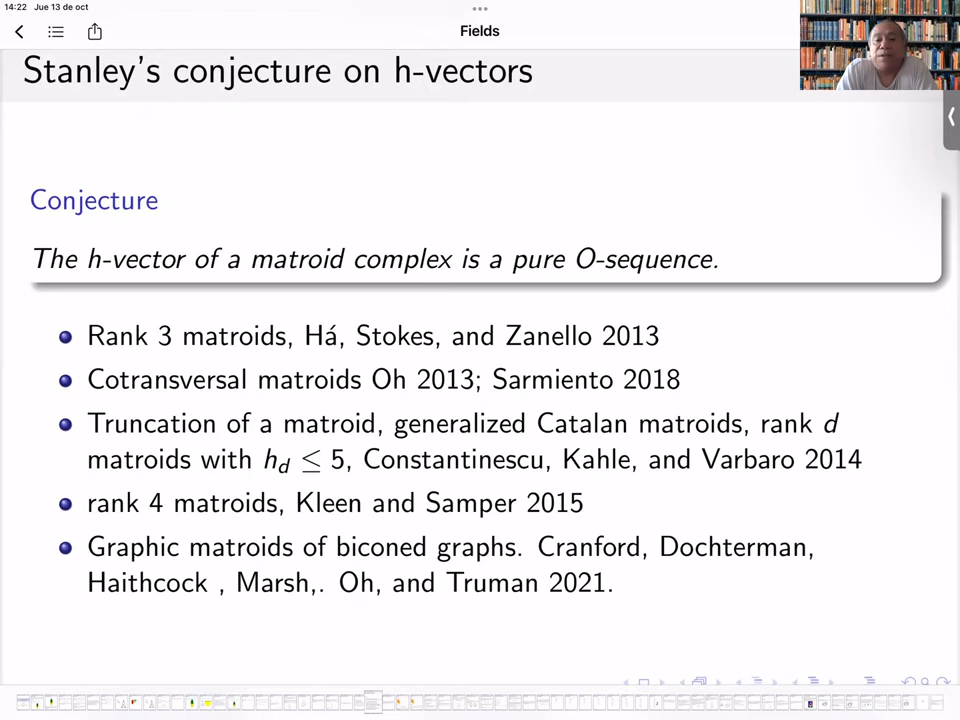 14:22 Jue 13 de oct
Fields
Stanley's conjecture on h-vectors
Conjecture
The h-vector of a matroid complex is a pure O-sequence.
Rank 3 matroids, Há, Stokes, and Zanello 2013
Cotransversal matroids Oh 2013; Sarmiento 2018
Truncation of a matroid, generalized Catalan matroids, rank d
matroids with h_d ≤ 5, Constantinescu, Kahle, and Varbaro 2014
rank 4 matroids, Kleen and Samper 2015
Graphic matroids of biconed graphs. Cranford, Dochterman,
Haithcock , Marsh,. Oh, and Truman 2021.